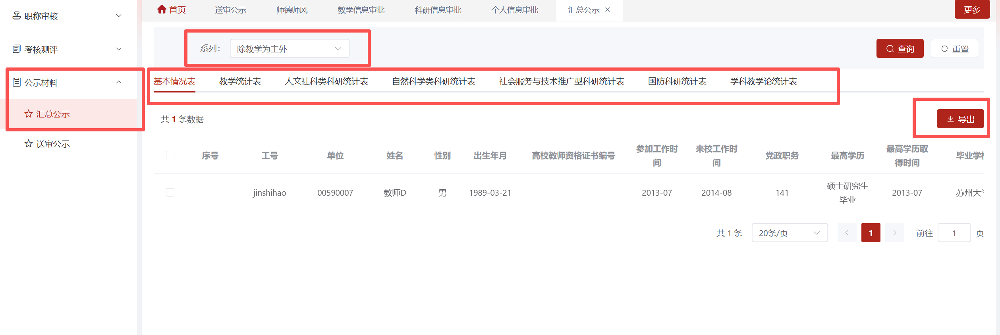 职称审核
考核测评
公示材料
汇总公示
送审公示
首页 送审公示 师德师风 教学信息审批 科研信息审批 个人信息审批 汇总公示 更多
系列: 除教学为主外 查询 重置
基本情况表 教学统计表 人文社科类科研统计表 自然科学类科研统计表 社会服务与技术推广型科研统计表 国防科研统计表 学科教学论统计表
共 1 条数据 导出
序号 工号 单位 姓名 性别 出生年月 高校教师资格证书编号 参加工作时间 来校工作时间 党政职务 最高学历 最高学历取得时间 毕业学
jinshihao 00590007 教师D 男 1989-03-21 2013-07 2014-08 141 硕士研究生毕业 2013-07 苏州大
共 1 条 20条/页 1 前往 1 页